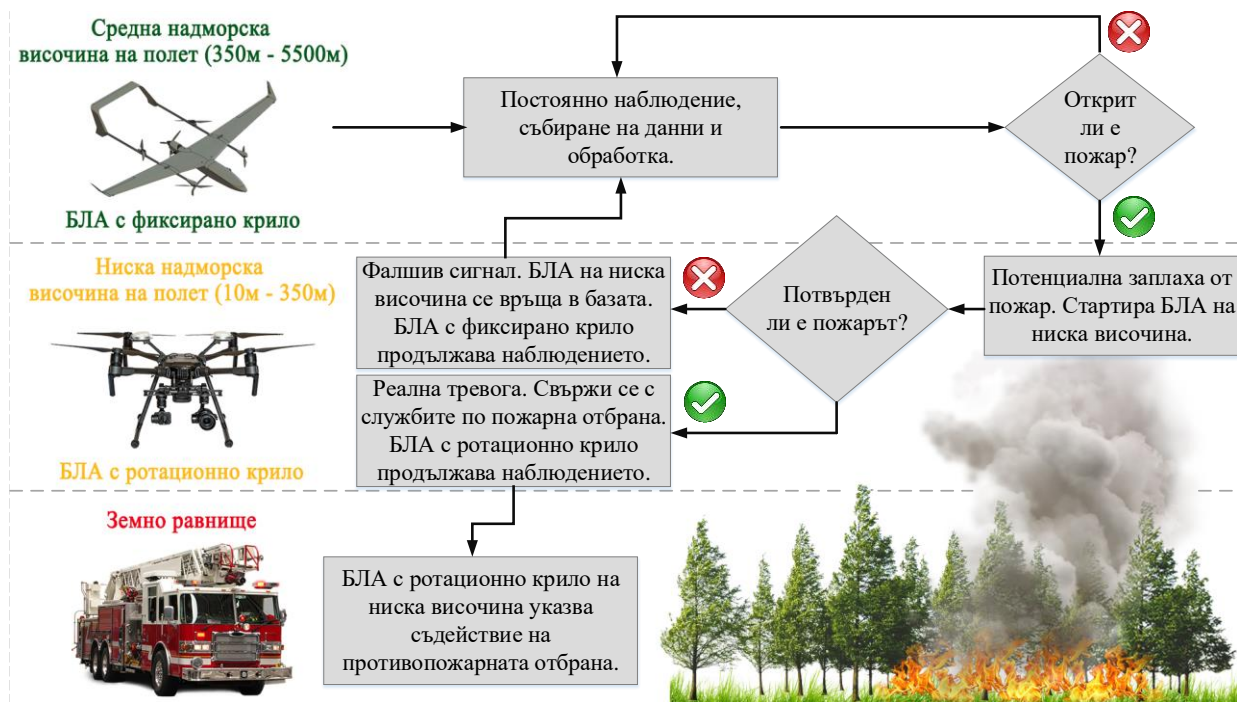 Средна надморска
височина на полет (350м - 5500м)
БЛА с фиксирано крило
Постоянно наблюдение,
събиране на данни и
обработка.
Открит
ли е
пожар?
Ниска надморска
височина на полет (10м - 350м)
БЛА с ротационно крило
Фалшив сигнал. БЛА на ниска
височина се връща в базата.
БЛА с фиксирано крило
продължава наблюдението.
Потвърден
ли е пожарът?
Потенциална заплаха от
пожар. Стартира БЛА на
ниска височина.
Реална тревога. Свържи се с
службите по пожарна отбрана.
БЛА с ротационно крило
продължава наблюдението.
Земно равнище
БЛА с ротационно крило на
ниска височина указва
съдействие на
противопожарната отбрана.